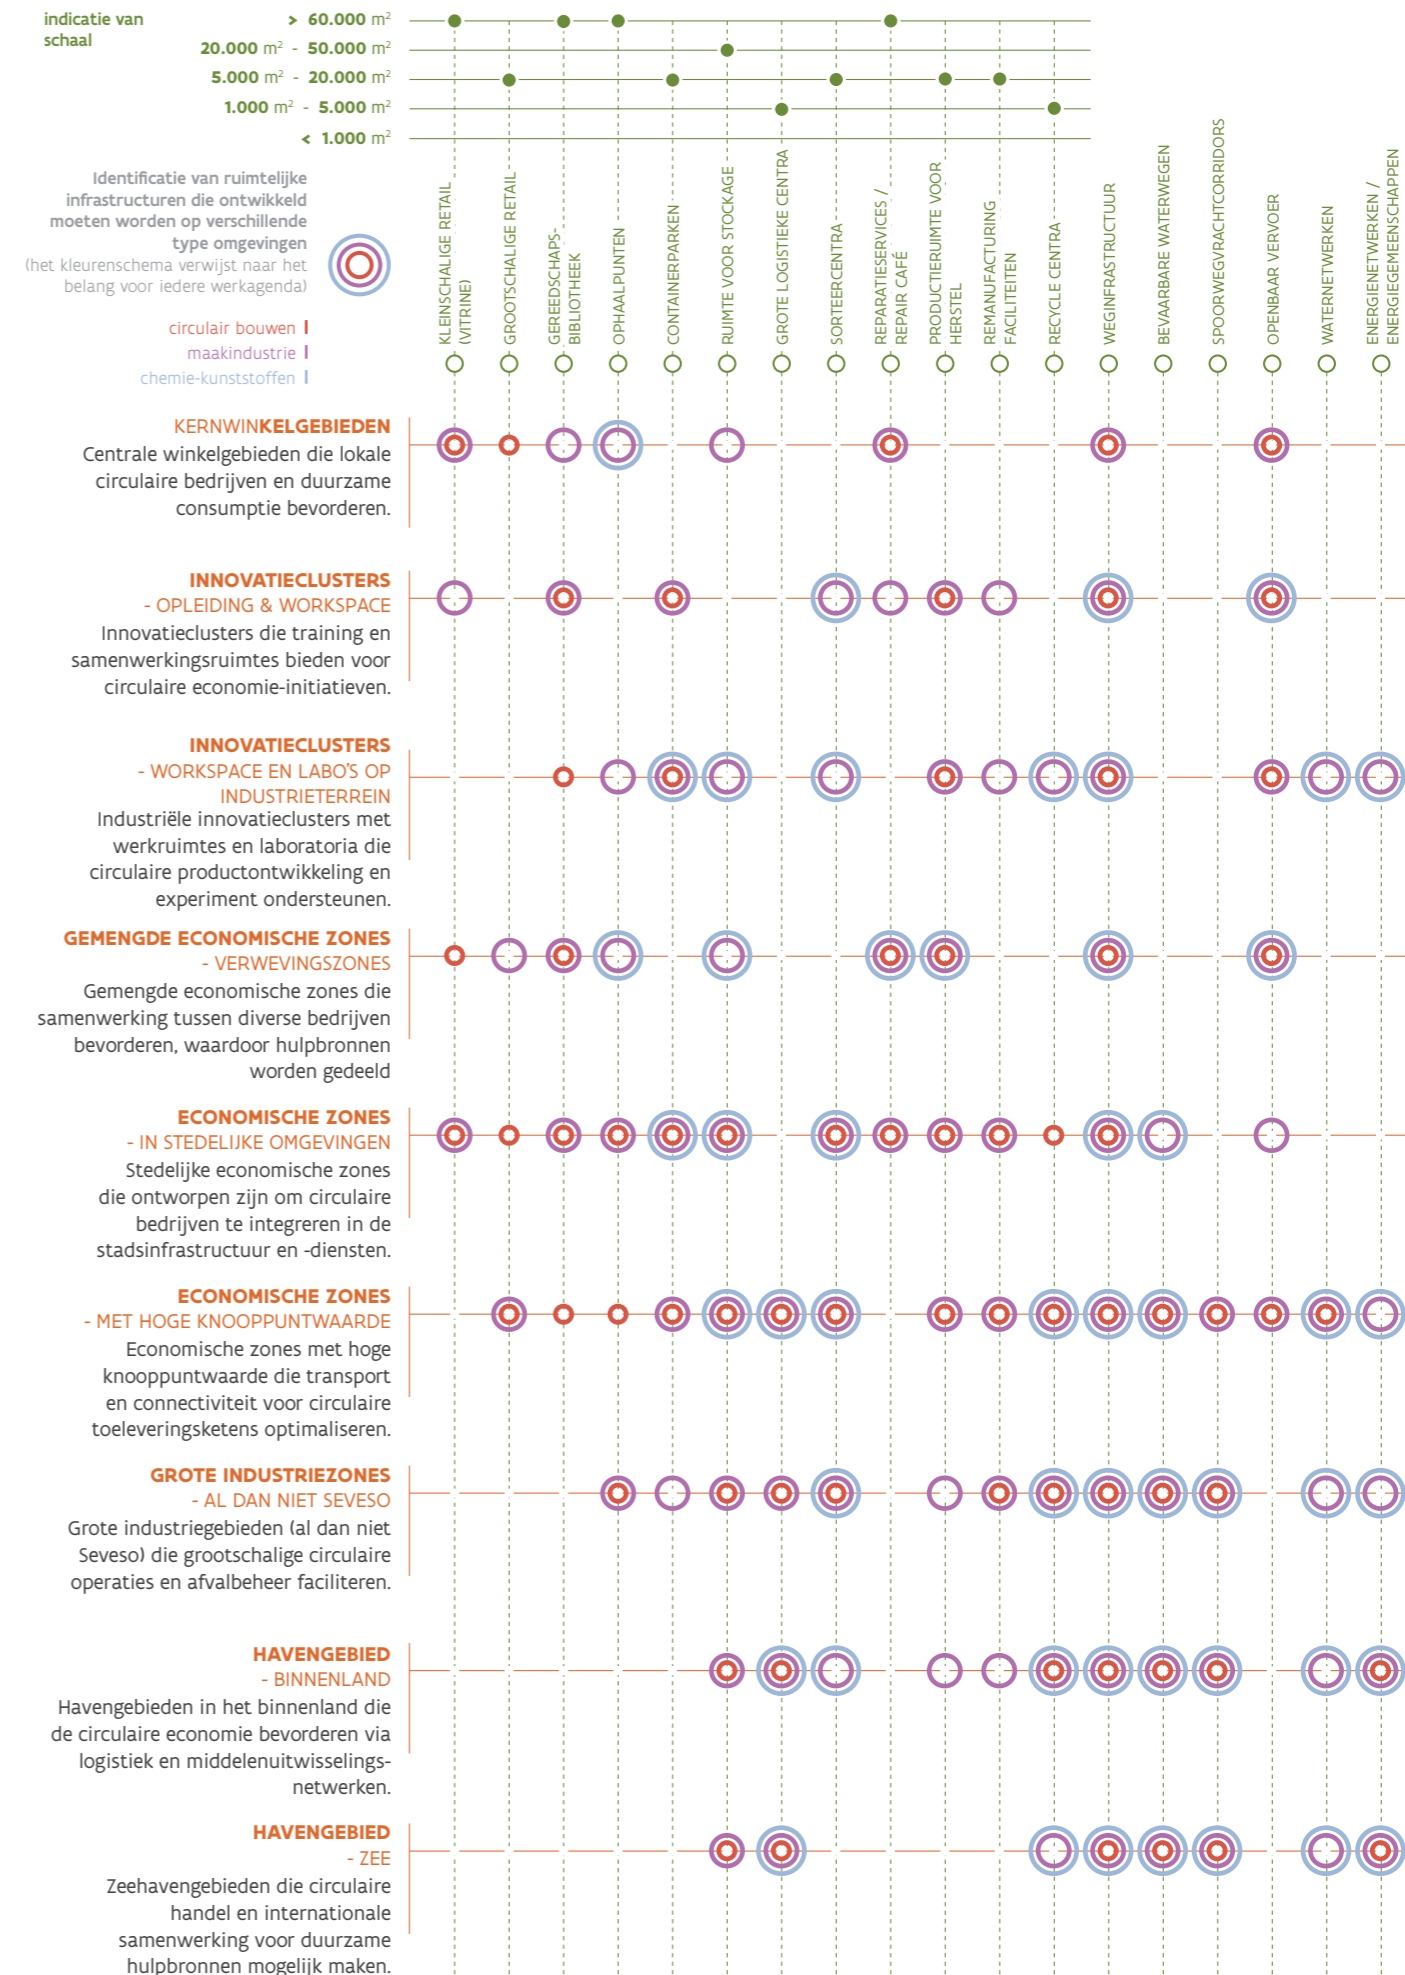 indicatie van
schaal
> 60.000 m²
20.000 m² - 50.000 m²
5.000 m² - 20.000 m²
1.000 m² - 5.000 m²
< 1.000 m²
Identificatie van ruimtelijke
infrastructuren die ontwikkeld
moeten worden op verschillende
type omgevingen
(het kleurenschema verwijst naar het
belang voor iedere werkagenda)
circulair bouwen
maakindustrie
chemie-kunststoffen
KLEINSCHALIGE RETAIL
(VITRINE)
GROOTSCHALIGE RETAIL
GEREEDSCHAPS-
BIBLIOTHEEK
OPHAALPUNTEN
CONTAINERPARKEN
RUIMTE VOOR STOCKAGE
GROTE LOGISTIEKE CENTRA
SORTEERCENTRA
REPARATIESERVICES /
REPAIR CAFÉ
PRODUCTIERUIMTE VOOR
HERSTEL
REMANUFACTURING
FACILITEITEN
RECYCLE CENTRA
WEGINFRASTRUCTUUR
BEVAARBARE WATERWEGEN
SPOORWEGVRACHTCORRIDORS
OPENBAAR VERVOER
WATERNETWERKEN
ENERGIENETWERKEN /
ENERGIEGEMEENSCHAPPEN
KERNWINKELGEBIEDEN
Centrale winkelgebieden die lokale
circulaire bedrijven en duurzame
consumptie bevorderen.
INNOVATIECLUSTERS
- OPLEIDING & WORKSPACE
Innovatieclusters die training en
samenwerkingsruimtes bieden voor
circulaire economie-initiatieven.
INNOVATIECLUSTERS
- WORKSPACE EN LABO'S OP
INDUSTRIETERREIN
Industriële innovatieclusters met
werkruimtes en laboratoria die
circulaire productontwikkeling en
experiment ondersteunen.
GEMENGDE ECONOMISCHE ZONES
- VERWEVINGSZONES
Gemengde economische zones die
samenwerking tussen diverse bedrijven
bevorderen, waardoor hulpbronnen
worden gedeeld
ECONOMISCHE ZONES
- IN STEDELIJKE OMGEVINGEN
Stedelijke economische zones
die ontworpen zijn om circulaire
bedrijven te integreren in de
stadsinfrastructuur en -diensten.
ECONOMISCHE ZONES
- MET HOGE KNOOPPUNTWAARDE
Economische zones met hoge
knooppuntwaarde die transport
en connectiviteit voor circulaire
toeleveringsketens optimaliseren.
GROTE INDUSTRIEZONES
- AL DAN NIET SEVESO
Grote industriegebieden (al dan niet
Seveso) die grootschalige circulaire
operaties en afvalbeheer faciliteren.
HAVENGEBIED
- BINNENLAND
Havengebieden in het binnenland die
de circulaire economie bevorderen via
logistiek en middelenuitwisselings-
netwerken.
HAVENGEBIED
- ZEE
Zeehavengebieden die circulaire
handel en internationale
samenwerking voor duurzame
hulpbronnen mogelijk maken.